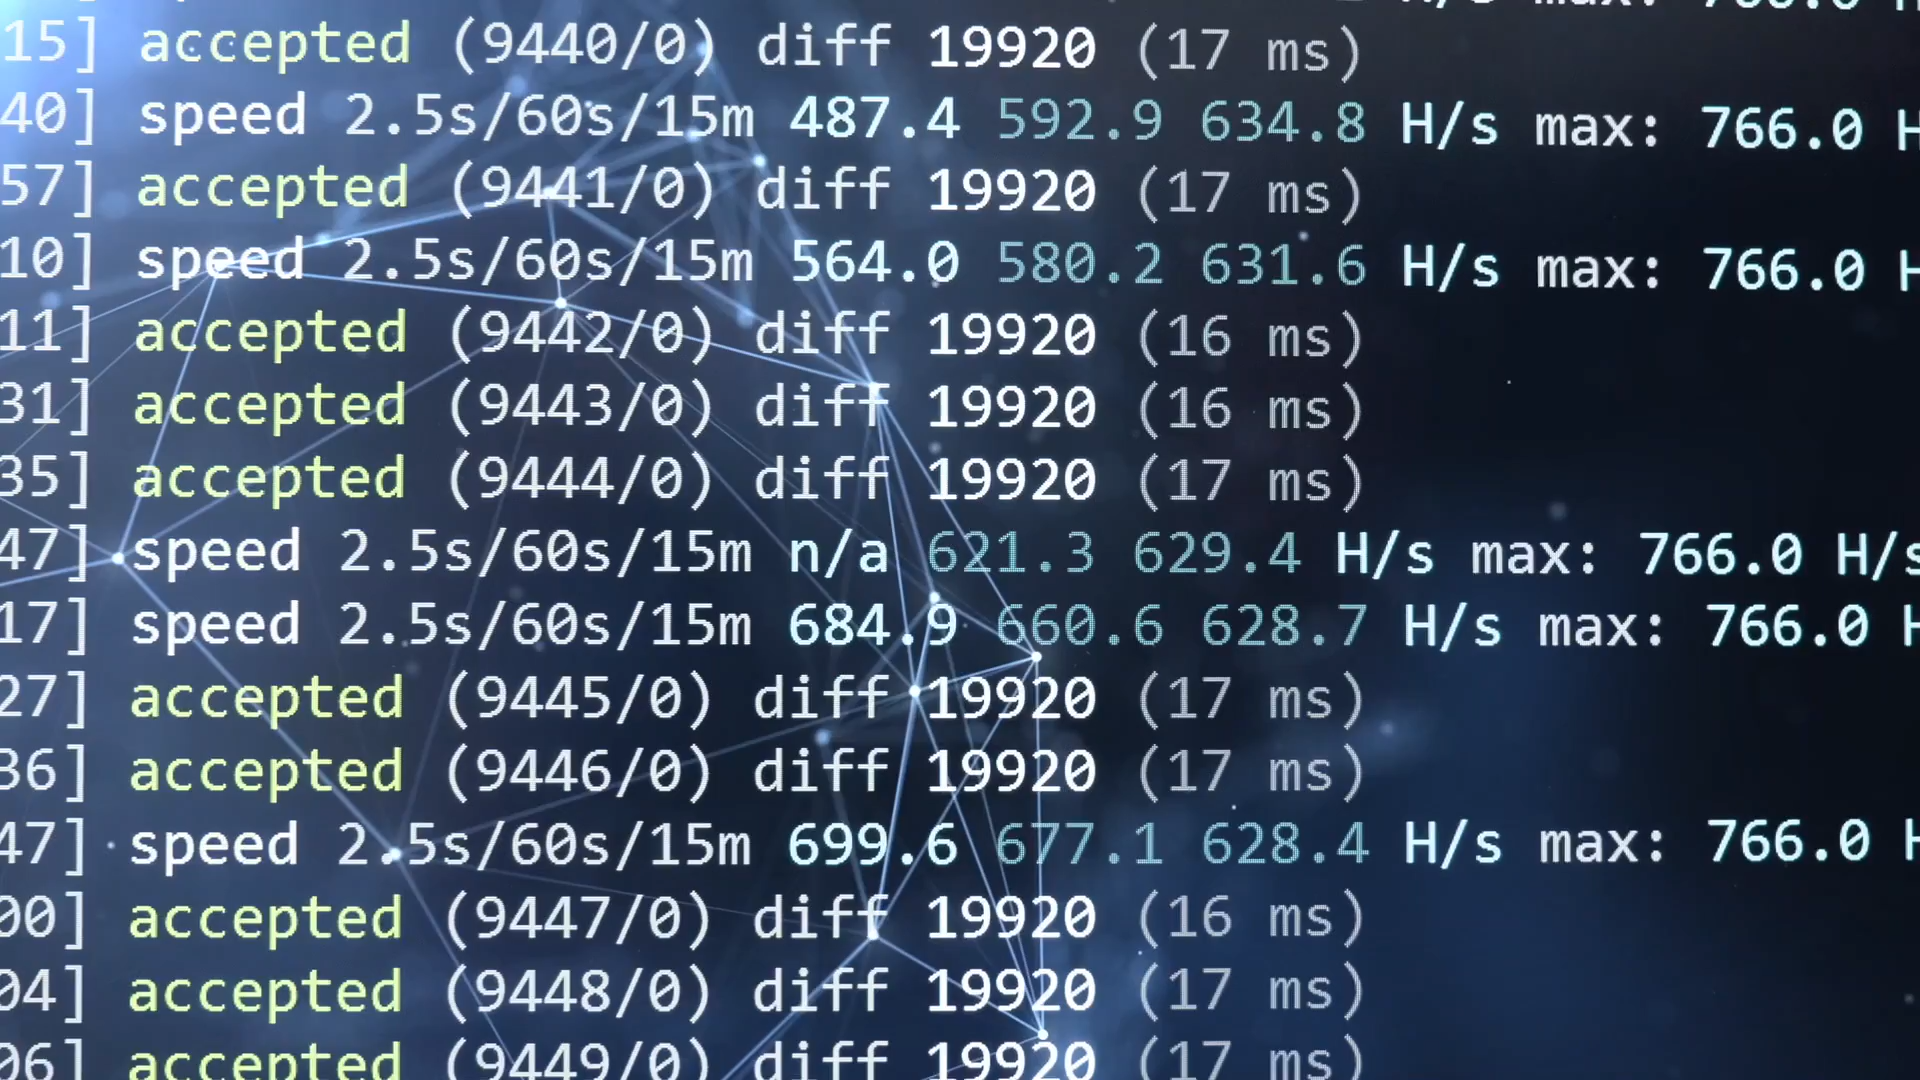 15] accepted (9440/0) diff 19920 (17 ms)
40] speed 2.5s/60s/15m 487.4 592.9 634.8 H/s max: 766.0 H
57] accepted (9441/0) diff 19920 (17 ms)
10] speed 2.5s/60s/15m 564.0 580.2 631.6 H/s max: 766.0 H
11] accepted (9442/0) diff 19920 (16 ms)
31] accepted (9443/0) diff 19920 (16 ms)
35] accepted (9444/0) diff 19920 (17 ms)
47] speed 2.5s/60s/15m n/a 621.3 629.4 H/s max: 766.0 H/s
17] speed 2.5s/60s/15m 684.9 660.6 628.7 H/s max: 766.0 H
27] accepted (9445/0) diff 19920 (17 ms)
36] accepted (9446/0) diff 19920 (17 ms)
47] speed 2.5s/60s/15m 699.6 677.1 628.4 H/s max: 766.0 H
00] accepted (9447/0) diff 19920 (16 ms)
04] accepted (9448/0) diff 19920 (17 ms)
06] accepted (9449/0) diff 19920 (17 ms)